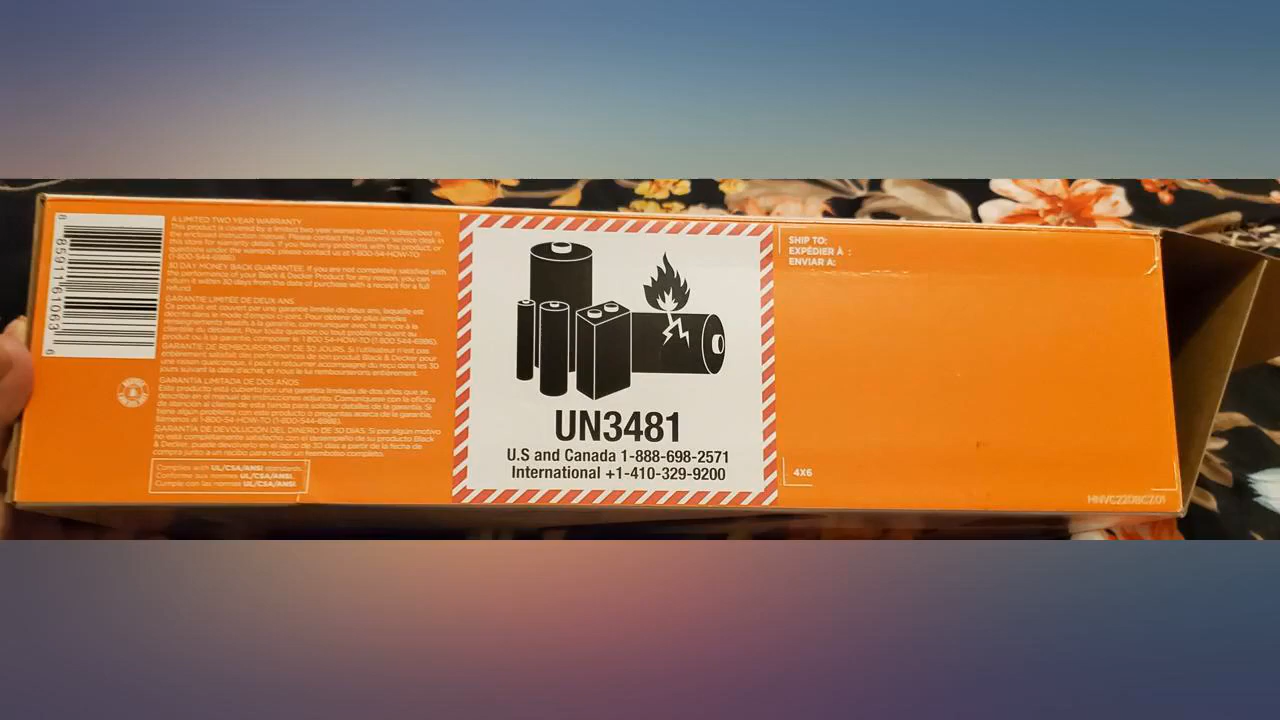 8 85911 61063 6
A LIMITED TWO YEAR WARRANTY
This product is covered by a limited two year warranty which is described in
the enclosed instruction manual. Please contact the customer service desk in
this store for warranty details. If you have any problems with this product, or
questions under this warranty, please contact us at 1-800-54-HOW-TO
(1-800-544-6986).
30 DAY MONEY BACK GUARANTEE. If you are not completely satisfied with
the performance of your Black & Decker Product for any reason, you can
return it within 30 days from the date of purchase with a receipt for a full
refund.
GARANTIE LIMITÉE DE DEUX ANS
Ce produit est couvert par une garantie limitée de deux ans, laquelle est
décrite dans le mode d'emploi ci-joint. Pour obtenir de plus amples
renseignements relatifs à la garantie, communiquer avec le service à la
clientèle du détaillant. Pour toute question ou tout problème quant au
produit ou à sa garantie, composer le 1 800 54-HOW-TO (1-800-544-6986).
GARANTIE DE REMBOURSEMENT DE 30 JOURS. Si l'utilisateur n'est pas
entièrement satisfait des performances de son produit Black & Decker pour
une raison quelconque, il peut le retourner accompagné du reçu dans les 30
jours suivant la date d'achat, et nous lui rembourserons entièrement.
GARANTÍA LIMITADA DE DOS AÑOS
Este producto está cubierto por una garantía limitada de dos años que se
describe en el manual de instrucciones adjunto. Comuníquese con la oficina
de atención al cliente de esta tienda para solicitar detalles de la garantía. Si
tiene algún problema con este producto o preguntas acerca de la garantía,
llámenos al 1-800-54-HOW-TO (1-800-544-6986).
GARANTÍA DE DEVOLUCIÓN DEL DINERO DE 30 DÍAS. Si por algún motivo
no está completamente satisfecho con el desempeño de su producto Black
& Decker, puede devolverlo en el lapso de 30 días a partir de la fecha de
compra junto a un recibo para recibir un reembolso completo.
Complies with UL/CSA/ANSI standards.
Conforme aux normes UL/CSA/ANSI.
Cumple con las normas UL/CSA/ANSI.
UN3481
U.S and Canada 1-888-698-2571
International +1-410-329-9200
SHIP TO:
EXPÉDIER À :
ENVIAR A:
4X6